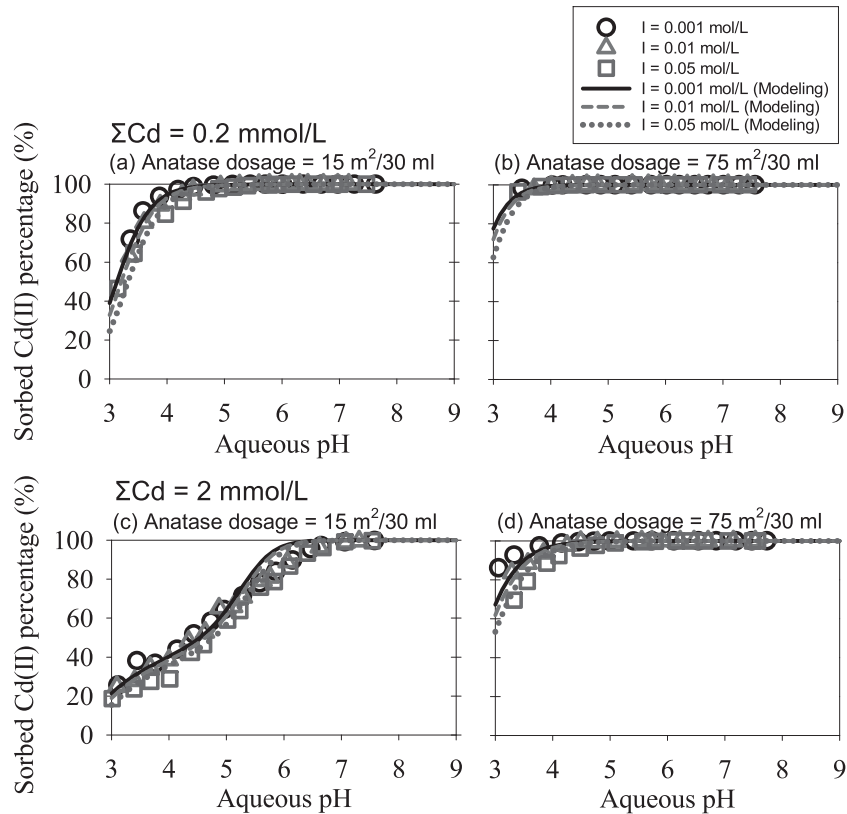 I = 0.001 mol/L
I = 0.01 mol/L
I = 0.05 mol/L
I = 0.001 mol/L (Modeling)
I = 0.01 mol/L (Modeling)
I = 0.05 mol/L (Modeling)
ΣCd = 0.2 mmol/L
(a) Anatase dosage = 15 m²/30 ml
(b) Anatase dosage = 75 m²/30 ml
Sorbed Cd(II) percentage (%)
100
80
60
40
20
0
3 4 5 6 7 8 9
Aqueous pH
3 4 5 6 7 8 9
Aqueous pH
ΣCd = 2 mmol/L
(c) Anatase dosage = 15 m²/30 ml
(d) Anatase dosage = 75 m²/30 ml
Sorbed Cd(II) percentage (%)
100
80
60
40
20
0
3 4 5 6 7 8 9
Aqueous pH
3 4 5 6 7 8 9
Aqueous pH